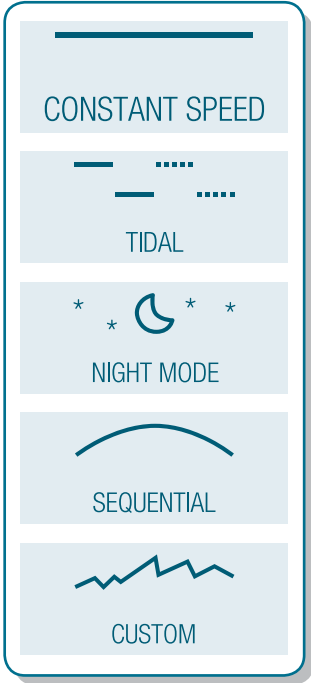 CONSTANT SPEED
TIDAL
NIGHT MODE
SEQUENTIAL
CUSTOM